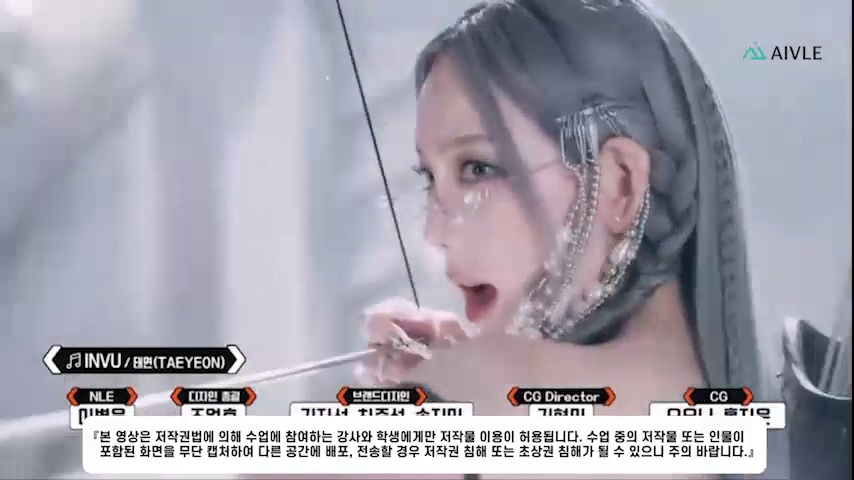 AIVLE
INVU / 태연(TAEYEON)
NLE
디자인 총괄
브랜드디자인
CG Director
CG
『본 영상은 저작권법에 의해 수업에 참여하는 강사와 학생에게만 저작물 이용이 허용됩니다. 수업 중의 저작물 또는 인물이
포함된 화면을 무단 캡처하여 다른 공간에 배포, 전송할 경우 저작권 침해 또는 초상권 침해가 될 수 있으니 주의 바랍니다.』